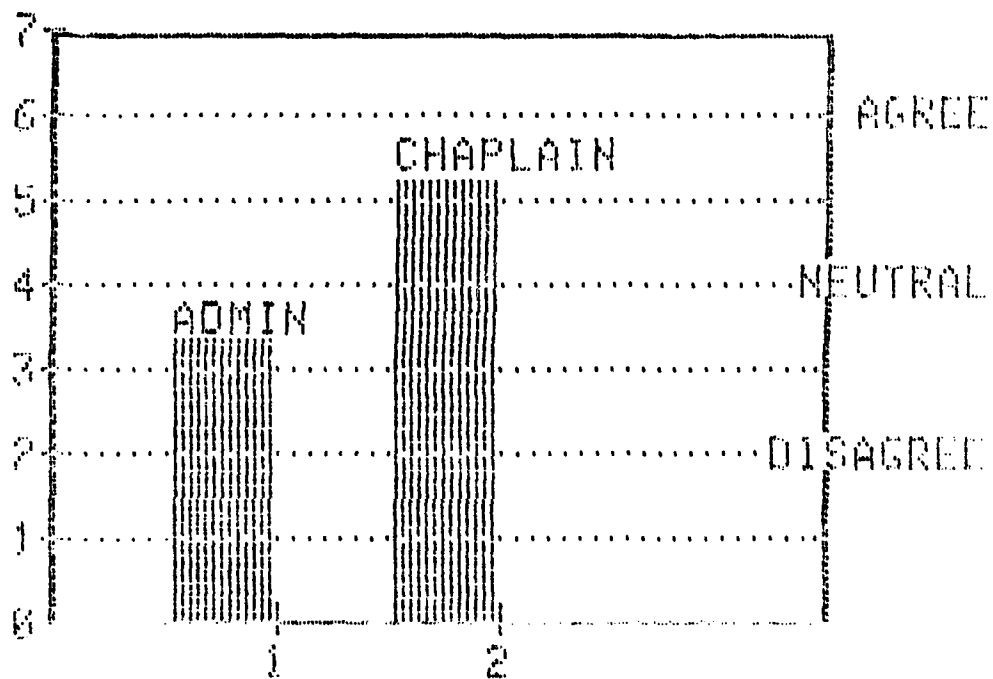 7
6 AGREE
CHAPLAIN
5
4 NEUTRAL
ADMIN
3
2 DISAGREE
1
0
1 2